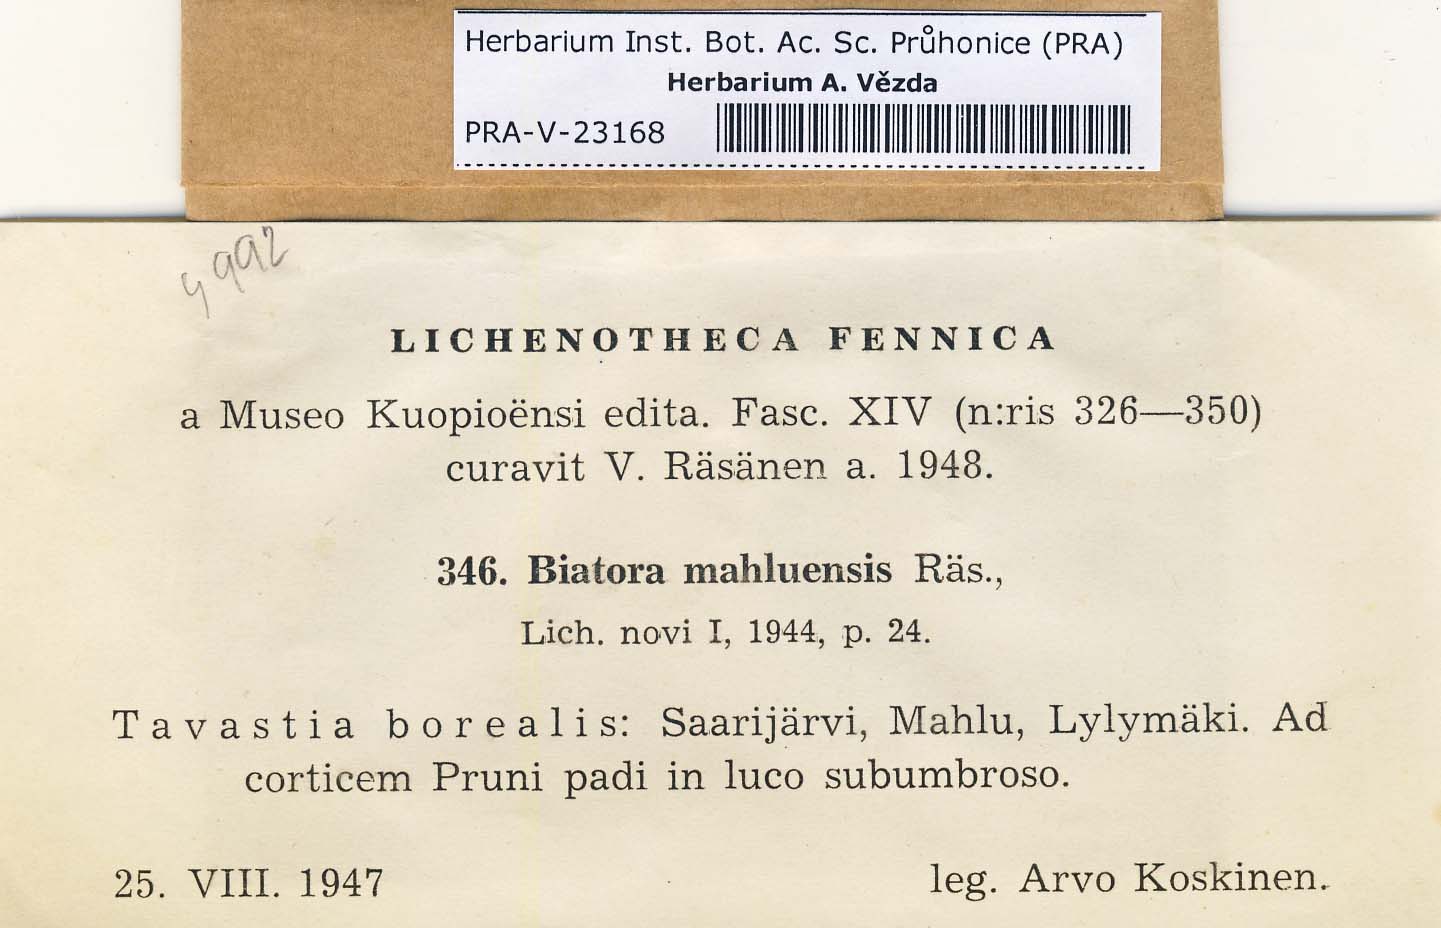 Herbarium Inst. Bot. Ac. Sc. Průhonice (PRA)
Herbarium A. Vězda
PRA-V-23168
4992
LICHENOTHECA FENNICA
a Museo Kuopioënsi edita. Fasc. XIV (n:ris 326—350)
curavit V. Räsänen a. 1948.
346. Biatora mahluensis Räs.,
Lich. novi I, 1944, p. 24.
Tavastia borealis: Saarijärvi, Mahlu, Lylymäki. Ad
corticem Pruni padi in luco subumbroso.
25. VIII. 1947 leg. Arvo Koskinen.